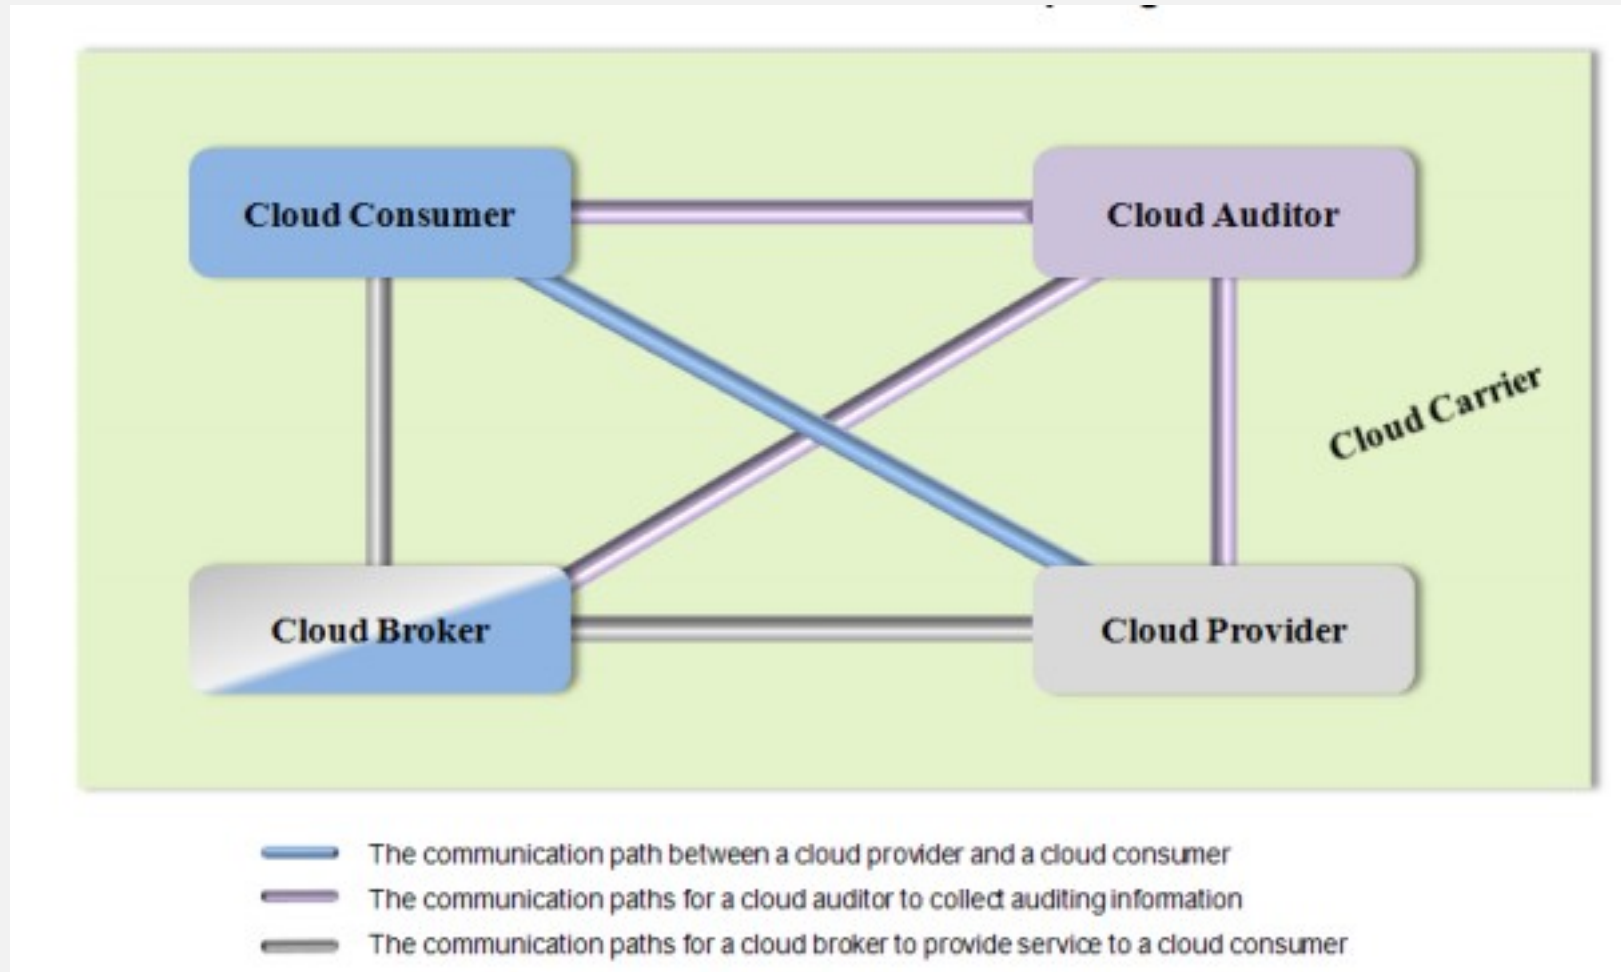 Cloud Consumer
Cloud Auditor
Cloud Carrier
Cloud Broker
Cloud Provider
The communication path between a cloud provider and a cloud consumer
The communication paths for a cloud auditor to collect auditing information
The communication paths for a cloud broker to provide service to a cloud consumer